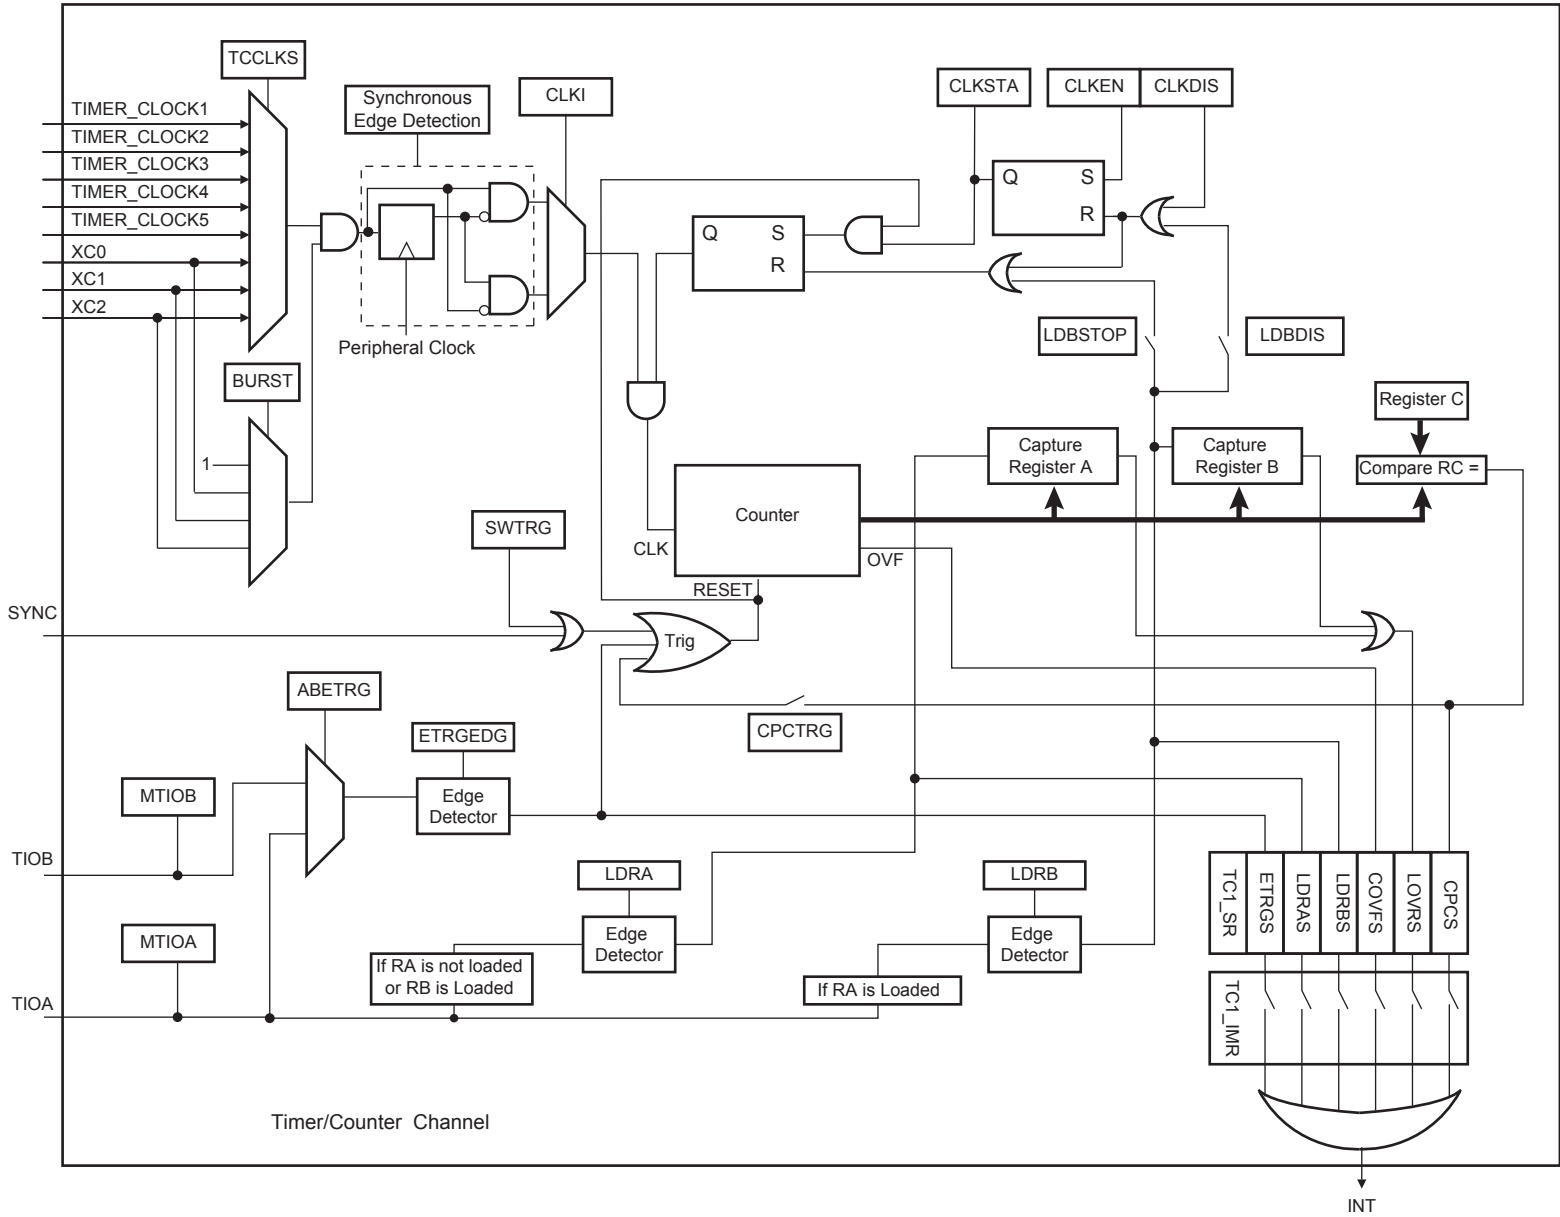 TCCLKS
TIMER_CLOCK1
TIMER_CLOCK2
TIMER_CLOCK3
TIMER_CLOCK4
TIMER_CLOCK5
XC0
XC1
XC2
Synchronous
Edge Detection
CLKI
Peripheral Clock
BURST
1
CLKSTA
CLKEN
CLKDIS
Q
S
R
Q
S
R
LDBSTOP
LDBDIS
Register C
Capture
Register A
Capture
Register B
Compare RC =
Counter
CLK
OVF
RESET
SWTRG
SYNC
Trig
CPCTRG
ABETRG
ETRGEDG
Edge
Detector
MTIOB
TIOB
MTIOA
TIOA
LDRA
Edge
Detector
If RA is not loaded
or RB is Loaded
LDRB
Edge
Detector
If RA is Loaded
TC1_SR
ETRGS
LDRAS
LDRBS
COVFS
LOVRS
CPCS
TC1_IMR
Timer/Counter Channel
INT